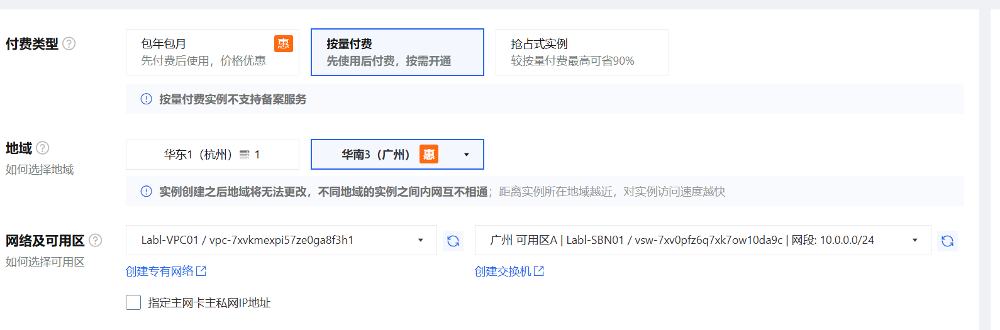 付费类型
包年包月 惠
先付费后使用，价格优惠
按量付费
先使用后付费，按需开通
抢占式实例
较按量付费最高可省90%
按量付费实例不支持备案服务
地域
如何选择地域
华东1（杭州） 1
华南3（广州） 惠
实例创建之后地域将无法更改，不同地域的实例之间内网互不相通；距离实例所在地域越近，对实例访问速度越快
网络及可用区
如何选择可用区
Labl-VPC01 / vpc-7xvkmexpi57ze0ga8f3h1
广州 可用区A | Labl-SBN01 / vsw-7xv0pfz6q7xk7ow10da9c | 网段: 10.0.0.0/24
创建专有网络
创建交换机
指定主网卡主私网IP地址